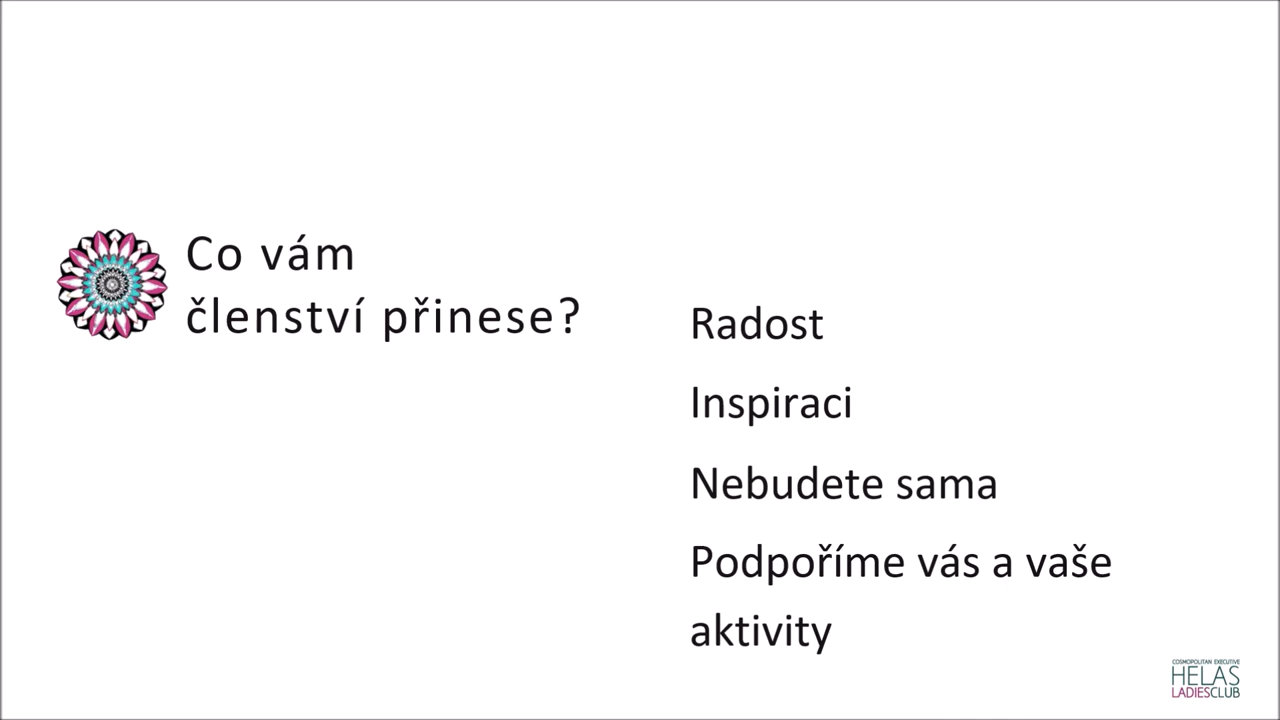 Co vám
členství přinese?
Radost
Inspiraci
Nebudete sama
Podpoříme vás a vaše
aktivity
COSMOPOLITAN EXECUTIVE
HELAS
LADIESCLUB